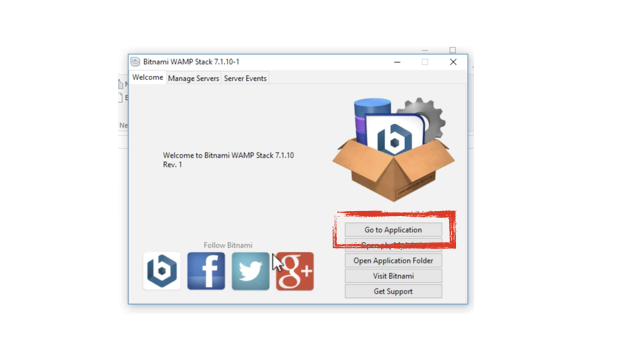 Bitnami WAMP Stack 7.1.10-1
Welcome Manage Servers Server Events
Welcome to Bitnami WAMP Stack 7.1.10
Rev. 1
Go to Application
Open
Open Application Folder
Visit Bitnami
Get Support
Follow Bitnami